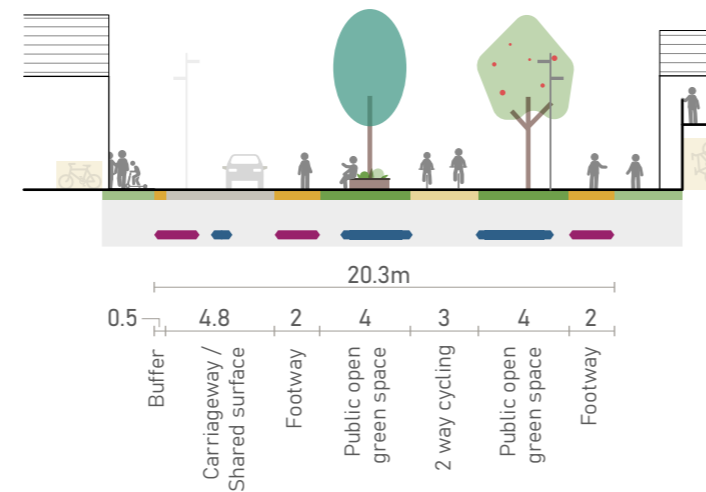 20.3m
0.5
4.8
2
4
3
4
2
Buffer
Carriageway /
Shared surface
Footway
Public open
green space
2 way cycling
Public open
green space
Footway